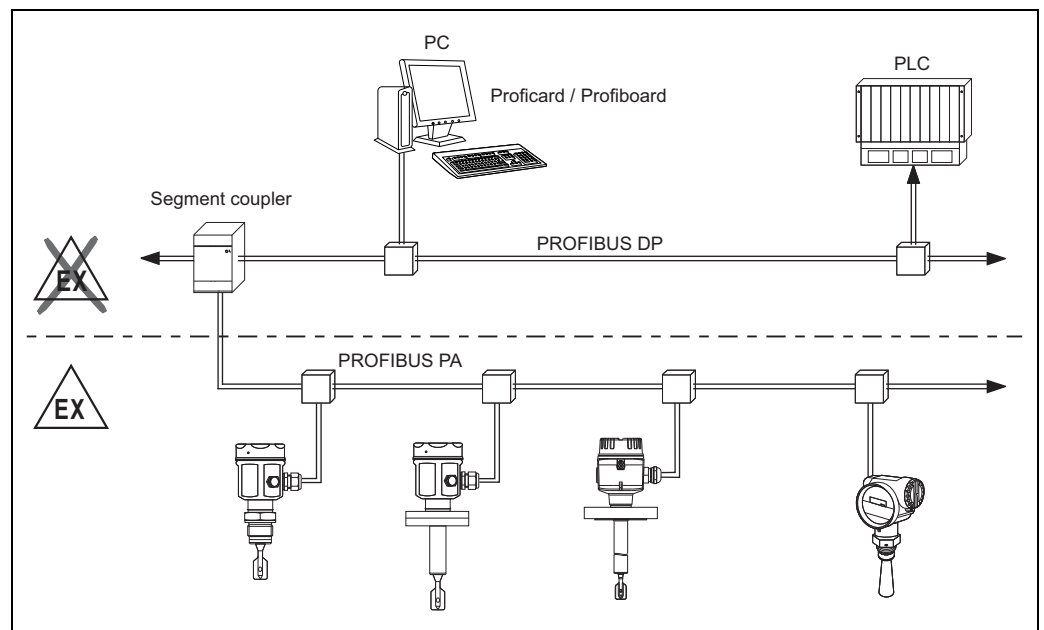 PC
Proficard / Profiboard
PLC
Segment coupler
PROFIBUS DP
EX
PROFIBUS PA
EX